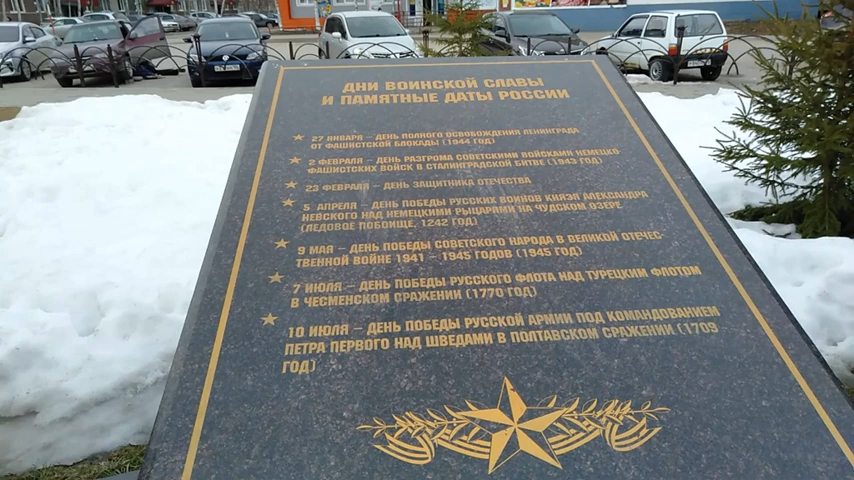 ДНИ ВОИНСКОЙ СЛАВЫ
И ПАМЯТНЫЕ ДАТЫ РОССИИ
27 ЯНВАРЯ – ДЕНЬ ПОЛНОГО ОСВОБОЖДЕНИЯ ЛЕНИНГРАДА
ОТ ФАШИСТСКОЙ БЛОКАДЫ (1944 ГОД)
2 ФЕВРАЛЯ – ДЕНЬ РАЗГРОМА СОВЕТСКИМИ ВОЙСКАМИ НЕМЕЦКО-
ФАШИСТСКИХ ВОЙСК В СТАЛИНГРАДСКОЙ БИТВЕ (1943 ГОД)
23 ФЕВРАЛЯ – ДЕНЬ ЗАЩИТНИКА ОТЕЧЕСТВА
5 АПРЕЛЯ – ДЕНЬ ПОБЕДЫ РУССКИХ ВОИНОВ КНЯЗЯ АЛЕКСАНДРА
НЕВСКОГО НАД НЕМЕЦКИМИ РЫЦАРЯМИ НА ЧУДСКОМ ОЗЕРЕ
(ЛЕДОВОЕ ПОБОИЩЕ, 1242 ГОД)
9 МАЯ – ДЕНЬ ПОБЕДЫ СОВЕТСКОГО НАРОДА В ВЕЛИКОЙ ОТЕЧЕС-
ТВЕННОЙ ВОЙНЕ 1941 – 1945 ГОДОВ (1945 ГОД)
7 ИЮЛЯ – ДЕНЬ ПОБЕДЫ РУССКОГО ФЛОТА НАД ТУРЕЦКИМ ФЛОТОМ
В ЧЕСМЕНСКОМ СРАЖЕНИИ (1770 ГОД)
10 ИЮЛЯ – ДЕНЬ ПОБЕДЫ РУССКОЙ АРМИИ ПОД КОМАНДОВАНИЕМ
ПЕТРА ПЕРВОГО НАД ШВЕДАМИ В ПОЛТАВСКОМ СРАЖЕНИИ (1709
ГОД)